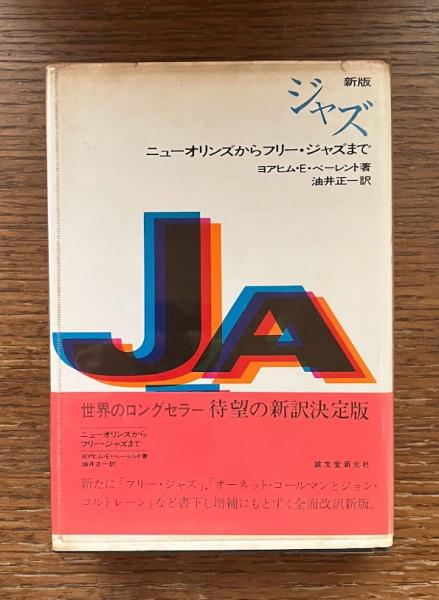 新版
ジャズ
ニューオリンズからフリー・ジャズまで
ヨアヒム・E・ベーレント著
油井正一訳
JA
世界のロングセラー 待望の新訳決定版
ニューオリンズから
フリー・ジャズまで
ヨアヒム・E・ベーレント著
油井正一訳
誠文堂新光社
新たに「フリー・ジャズ」,「オーネット・コールマンとジョン・
コルトレーン」など書下し増補にもとずく全面改訳新版。